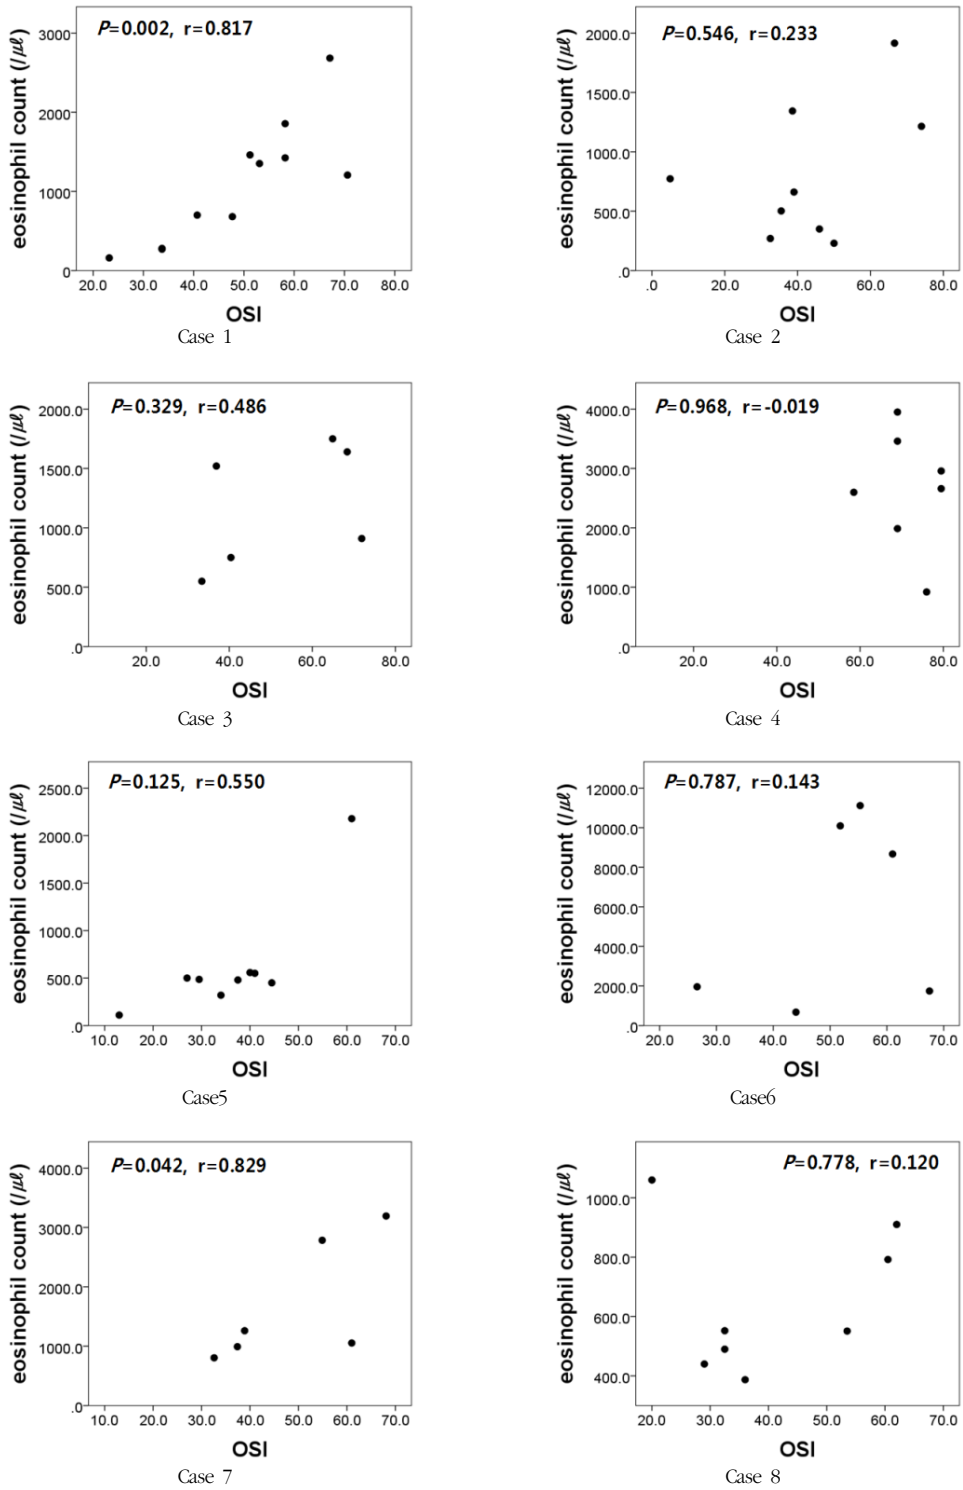 P=0.002, r=0.817
eosinophil count (/㎕)
3000
2000
1000
0
20.0 30.0 40.0 50.0 60.0 70.0 80.0
OSI
Case 1
P=0.546, r=0.233
eosinophil count (/㎕)
2000.0
1500.0
1000.0
500.0
.0
.0 20.0 40.0 60.0 80.0
OSI
Case 2
P=0.329, r=0.486
eosinophil count (/㎕)
2000.0
1500.0
1000.0
500.0
.0
20.0 40.0 60.0 80.0
OSI
Case 3
P=0.968, r=-0.019
eosinophil count (/㎕)
4000.0
3000.0
2000.0
1000.0
.0
20.0 40.0 60.0 80.0
OSI
Case 4
P=0.125, r=0.550
eosinophil count (/㎕)
2500.0
2000.0
1500.0
1000.0
500.0
.0
10.0 20.0 30.0 40.0 50.0 60.0 70.0
OSI
Case5
P=0.787, r=0.143
eosinophil count (/㎕)
12000.0
10000.0
8000.0
6000.0
4000.0
2000.0
.0
20.0 30.0 40.0 50.0 60.0 70.0
OSI
Case6
P=0.042, r=0.829
eosinophil count (/㎕)
4000.0
3000.0
2000.0
1000.0
.0
10.0 20.0 30.0 40.0 50.0 60.0 70.0
OSI
Case 7
P=0.778, r=0.120
eosinophil count (/㎕)
1000.0
800.0
600.0
400.0
20.0 30.0 40.0 50.0 60.0 70.0
OSI
Case 8